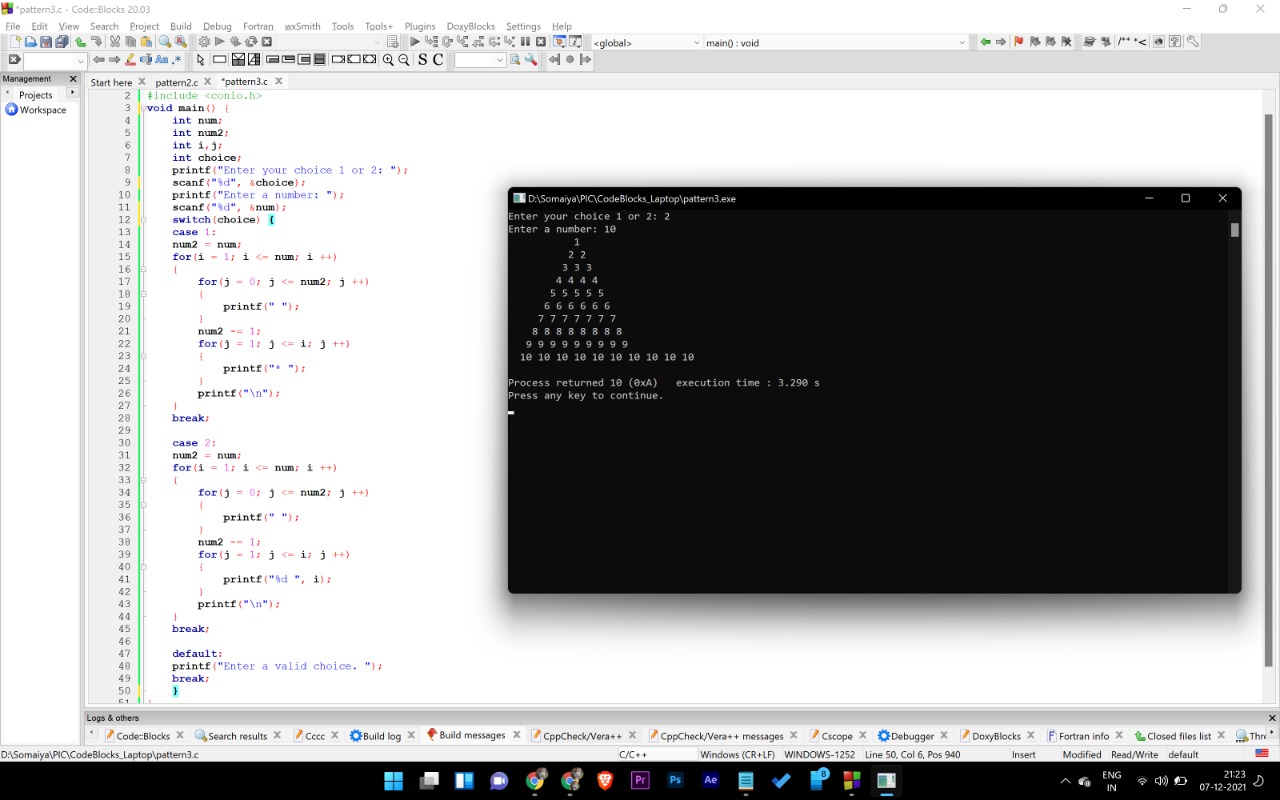 *pattern3.c - Code::Blocks 20.03
File Edit View Search Project Build Debug Fortran wxSmith Tools Tools+ Plugins DoxyBlocks Settings Help
<global> main() : void
Management
Projects
Workspace
Start here pattern2.c *pattern3.c
2 #include <conio.h>
3 void main() {
4 int num;
5 int num2;
6 int i,j;
7 int choice;
8 printf("Enter your choice 1 or 2: ");
9 scanf("%d", &choice);
10 printf("Enter a number: ");
11 scanf("%d", &num);
12 switch(choice) {
13 case 1:
14 num2 = num;
15 for(i = 1; i <= num; i ++)
16 {
17 for(j = 0; j <= num2; j ++)
18 {
19 printf(" ");
20 }
21 num2 -= 1;
22 for(j = 1; j <= i; j ++)
23 {
24 printf("* ");
25 }
26 printf("\n");
27 }
28 break;
29
30 case 2:
31 num2 = num;
32 for(i = 1; i <= num; i ++)
33 {
34 for(j = 0; j <= num2; j ++)
35 {
36 printf(" ");
37 }
38 num2 -= 1;
39 for(j = 1; j <= i; j ++)
40 {
41 printf("%d ", i);
42 }
43 printf("\n");
44 }
45 break;
46
47 default:
48 printf("Enter a valid choice. ");
49 break;
50 }
D:\Somaiya\PIC\CodeBlocks_Laptop\pattern3.exe
Enter your choice 1 or 2: 2
Enter a number: 10
1
2 2
3 3 3
4 4 4 4
5 5 5 5 5
6 6 6 6 6 6
7 7 7 7 7 7 7
8 8 8 8 8 8 8 8
9 9 9 9 9 9 9 9 9
10 10 10 10 10 10 10 10 10 10
Process returned 10 (0xA) execution time : 3.290 s
Press any key to continue.
Logs & others
Code::Blocks Search results Cccc Build log Build messages CppCheck/Vera++ CppCheck/Vera++ messages Cscope Debugger DoxyBlocks Fortran info Closed files list Thre
D:\Somaiya\PIC\CodeBlocks_Laptop\pattern3.c C/C++ Windows (CR+LF) WINDOWS-1252 Line 50, Col 6, Pos 940 Insert Modified Read/Write default
Pr Ps Ae 8
ENG
IN
21:23
07-12-2021